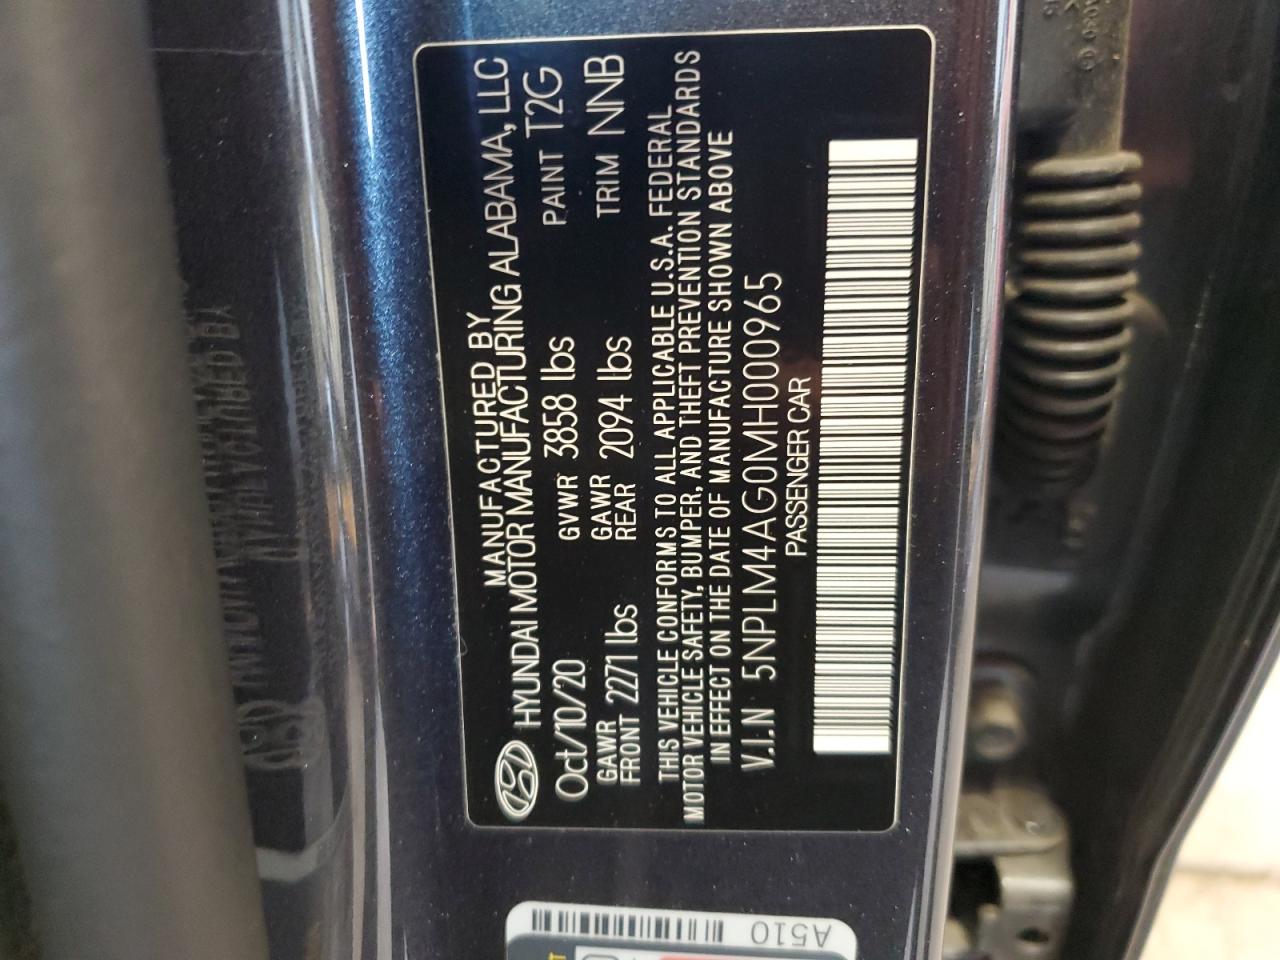 MANUFACTURED BY
HYUNDAI MOTOR MANUFACTURING ALABAMA, LLC
Oct/10/20 GVWR 3858 lbs PAINT T2G
GAWR FRONT 2271 lbs GAWR REAR 2094 lbs TRIM NNB
THIS VEHICLE CONFORMS TO ALL APPLICABLE U.S.A. FEDERAL
MOTOR VEHICLE SAFETY, BUMPER, AND THEFT PREVENTION STANDARDS
IN EFFECT ON THE DATE OF MANUFACTURE SHOWN ABOVE
V.I.N 5NPLM4AG0MH000965
PASSENGER CAR
A510